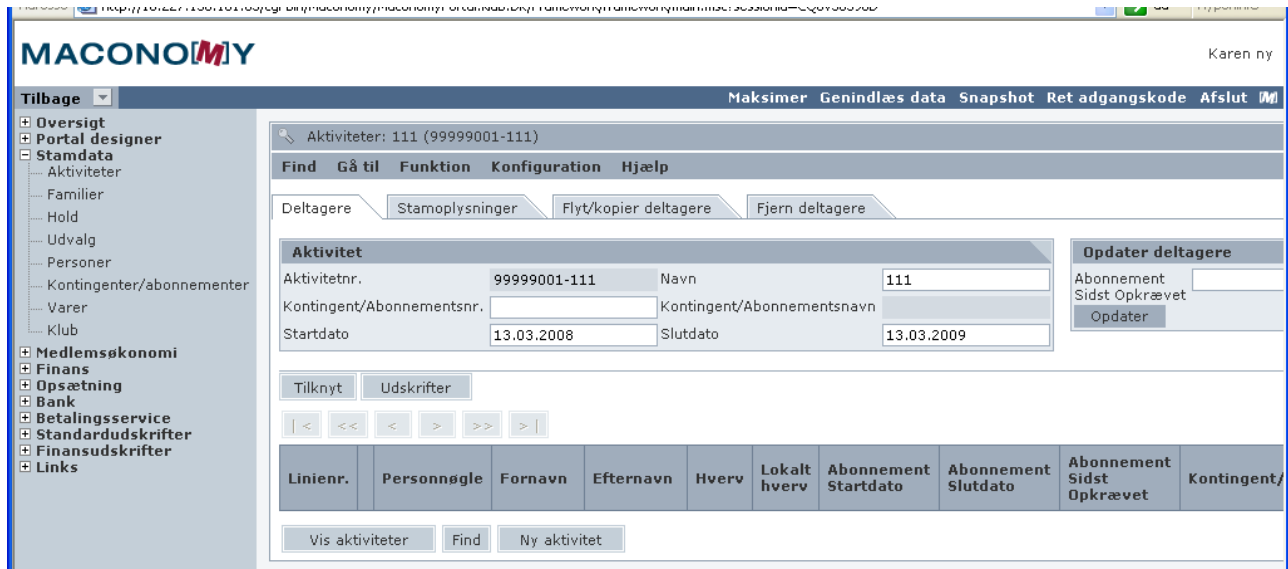 MACONO[M]Y
Karen ny
Tilbage
Maksimer Genindlæs data Snapshot Ret adgangskode Afslut [M]
Oversigt
Portal designer
Stamdata
Aktiviteter
Familier
Hold
Udvalg
Personer
Kontingenter/abonnementer
Varer
Klub
Medlemsøkonomi
Finans
Opsætning
Bank
Betalingsservice
Standardudskrifter
Finansudskrifter
Links
Aktiviteter: 111 (99999001-111)
Find Gå til Funktion Konfiguration Hjælp
Deltagere Stamoplysninger Flyt/kopier deltagere Fjern deltagere
Aktivitet
Aktivitetnr. 99999001-111 Navn 111
Kontingent/Abonnementsnr. Kontingent/Abonnementsnavn
Startdato 13.03.2008 Slutdato 13.03.2009
Opdater deltagere
Abonnement
Sidst Opkrævet
Opdater
Tilknyt Udskrifter
|< << < > >> >|
Linienr. Personnøgle Fornavn Efternavn Hverv Lokalt hverv Abonnement Startdato Abonnement Slutdato Abonnement Sidst Opkrævet Kontingent/
Vis aktiviteter Find Ny aktivitet